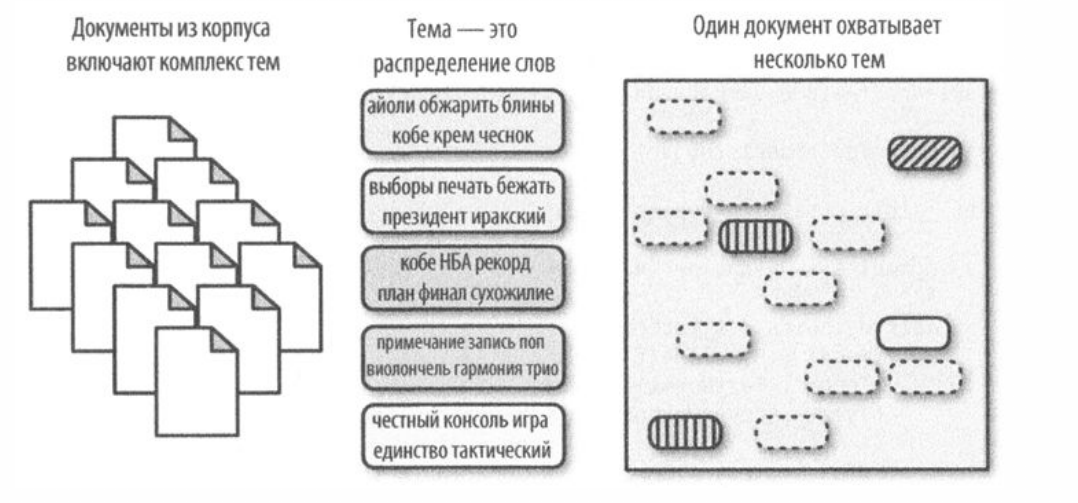 Документы из корпуса
включают комплекс тем
Тема — это
распределение слов
айоли обжарить блины
кобе крем чеснок
выборы печать бежать
президент иракский
кобе НБА рекорд
план финал сухожилие
примечание запись поп
виолончель гармония трио
честный консоль игра
единство тактический
Один документ охватывает
несколько тем